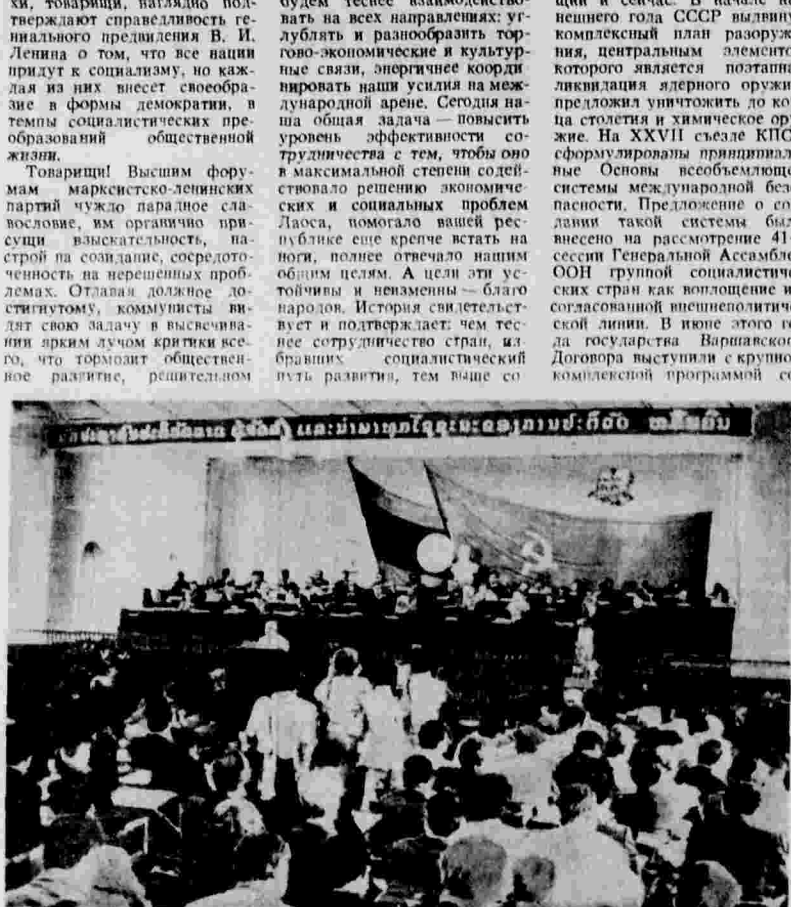 ки, товарищи, наглядно под-
тверждают справедливость ге-
ниального предвидения В. И.
Ленина о том, что все нации
придут к социализму, но каж-
дая из них внесет своеобра-
зие в формы демократии, в
темпы социалистических пре-
образований общественной
жизни.
Товарищи! Высшим фору-
мам марксистско-ленинских
партий чуждо парадное сла-
вословие, им органично при-
сущи взыскательность, на-
строй на созидание, сосредото-
ченность на нерешенных проб-
лемах. Отдавая должное до-
стигнутому, коммунисты ви-
дят свою задачу в высвечива-
нии ярким лучом критики все-
го, что тормозит обществен-
ное развитие, решительном
будем теснее взаимодейство-
вать на всех направлениях: уг-
лублять и разнообразить тор-
гово-экономические и культур-
ные связи, энергичнее коорди
нировать наши усилия на меж-
дународной арене. Сегодня на-
ша общая задача — повысить
уровень эффективности со-
трудничества с тем, чтобы оно
в максимальной степени содей-
ствовало решению экономиче-
ских и социальных проблем
Лаоса, помогало вашей рес-
публике еще крепче встать на
ноги, полнее отвечало нашим
общим целям. А цели эти ус-
тойчивы и неизменны — благо
народов. История свидетельст-
вует и подтверждает: чем тес-
нее сотрудничество стран, из-
бравших социалистический
путь развития, тем выше со
щий и сейчас. В начале
нешнего года СССР выдвину
комплексный план разоруж
ния, центральным элементо
которого является поэтапна
ликвидация ядерного оружи
предложил уничтожить до ко
ца столетия и химическое ор
жие. На XXVII съезде КПС
сформулированы принципиал
ные Основы всеобъемлюще
системы международной без
пасности. Предложение о со
дании такой системы был
внесено на рассмотрение 41-
сессии Генеральной Ассамбле
ООН группой социалистиче
ских стран как воплощение и
согласованной внешнеполитич
ской линии. В июне этого го
да государства Варшавског
Договора выступили с крупно
комплексной программой со